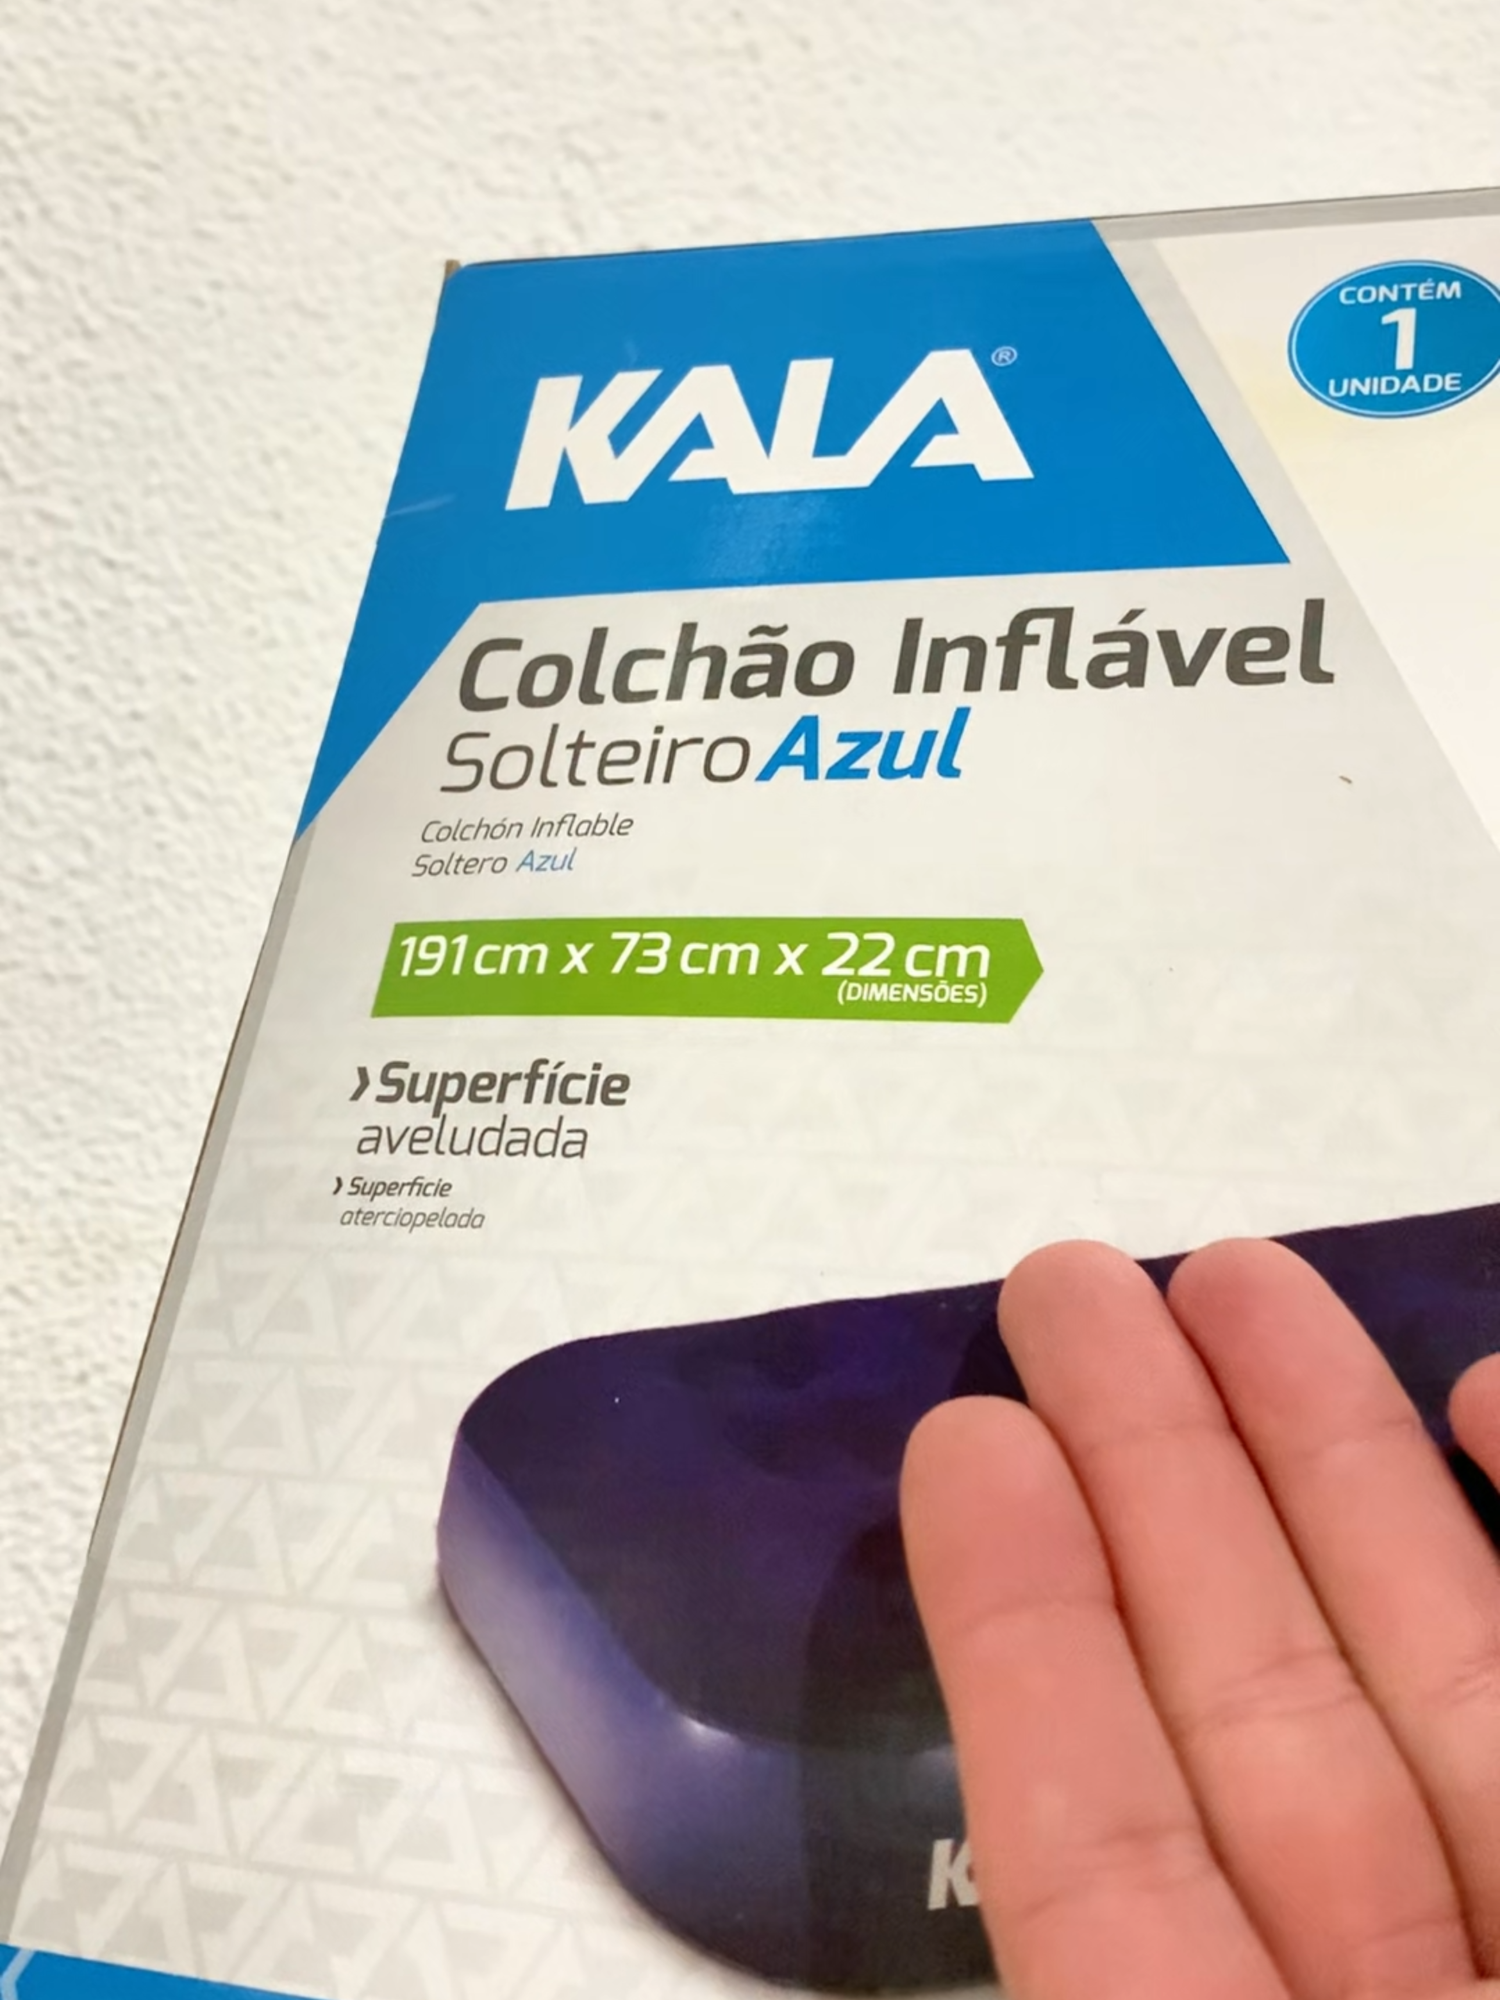 KALA®
CONTÉM
1
UNIDADE
Colchão Inflável
Solteiro Azul
Colchón Inflable
Soltero Azul
191 cm x 73 cm x 22 cm
(DIMENSÕES)
Superfície
aveludada
Superficie
aterciopelada